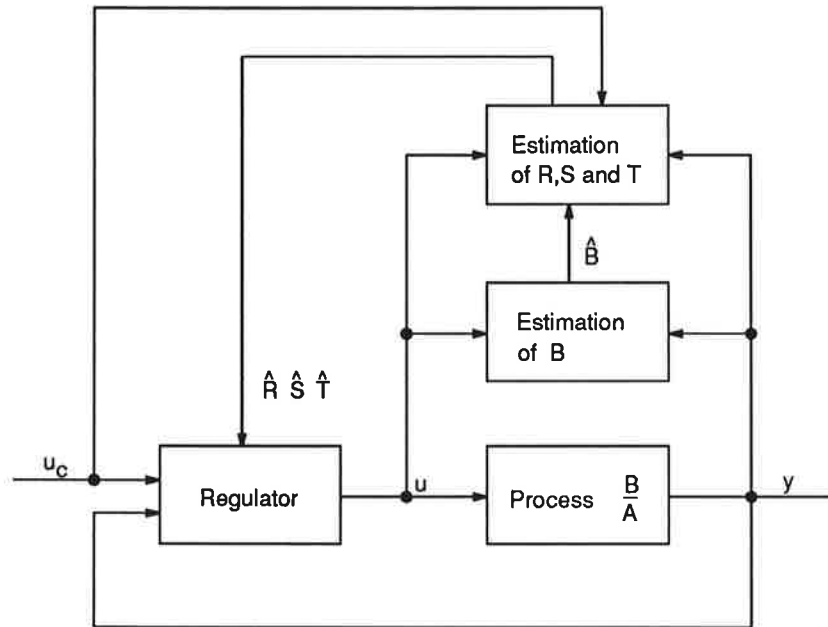 Estimation
of R,S and T
B̂
Estimation
of B
R̂ Ŝ T̂
u_c
Regulator
u
Process B/A
y